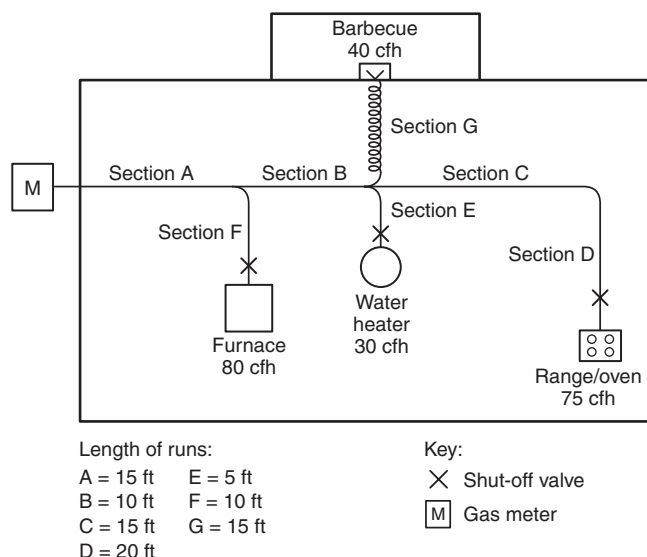 Barbecue
40 cfh
Section G
Section A
Section B
Section C
M
Section E
Section F
Section D
Water
heater
30 cfh
Furnace
80 cfh
Range/oven
75 cfh
Length of runs:
A = 15 ft E = 5 ft
B = 10 ft F = 10 ft
C = 15 ft G = 15 ft
D = 20 ft
Key:
Shut-off valve
M Gas meter